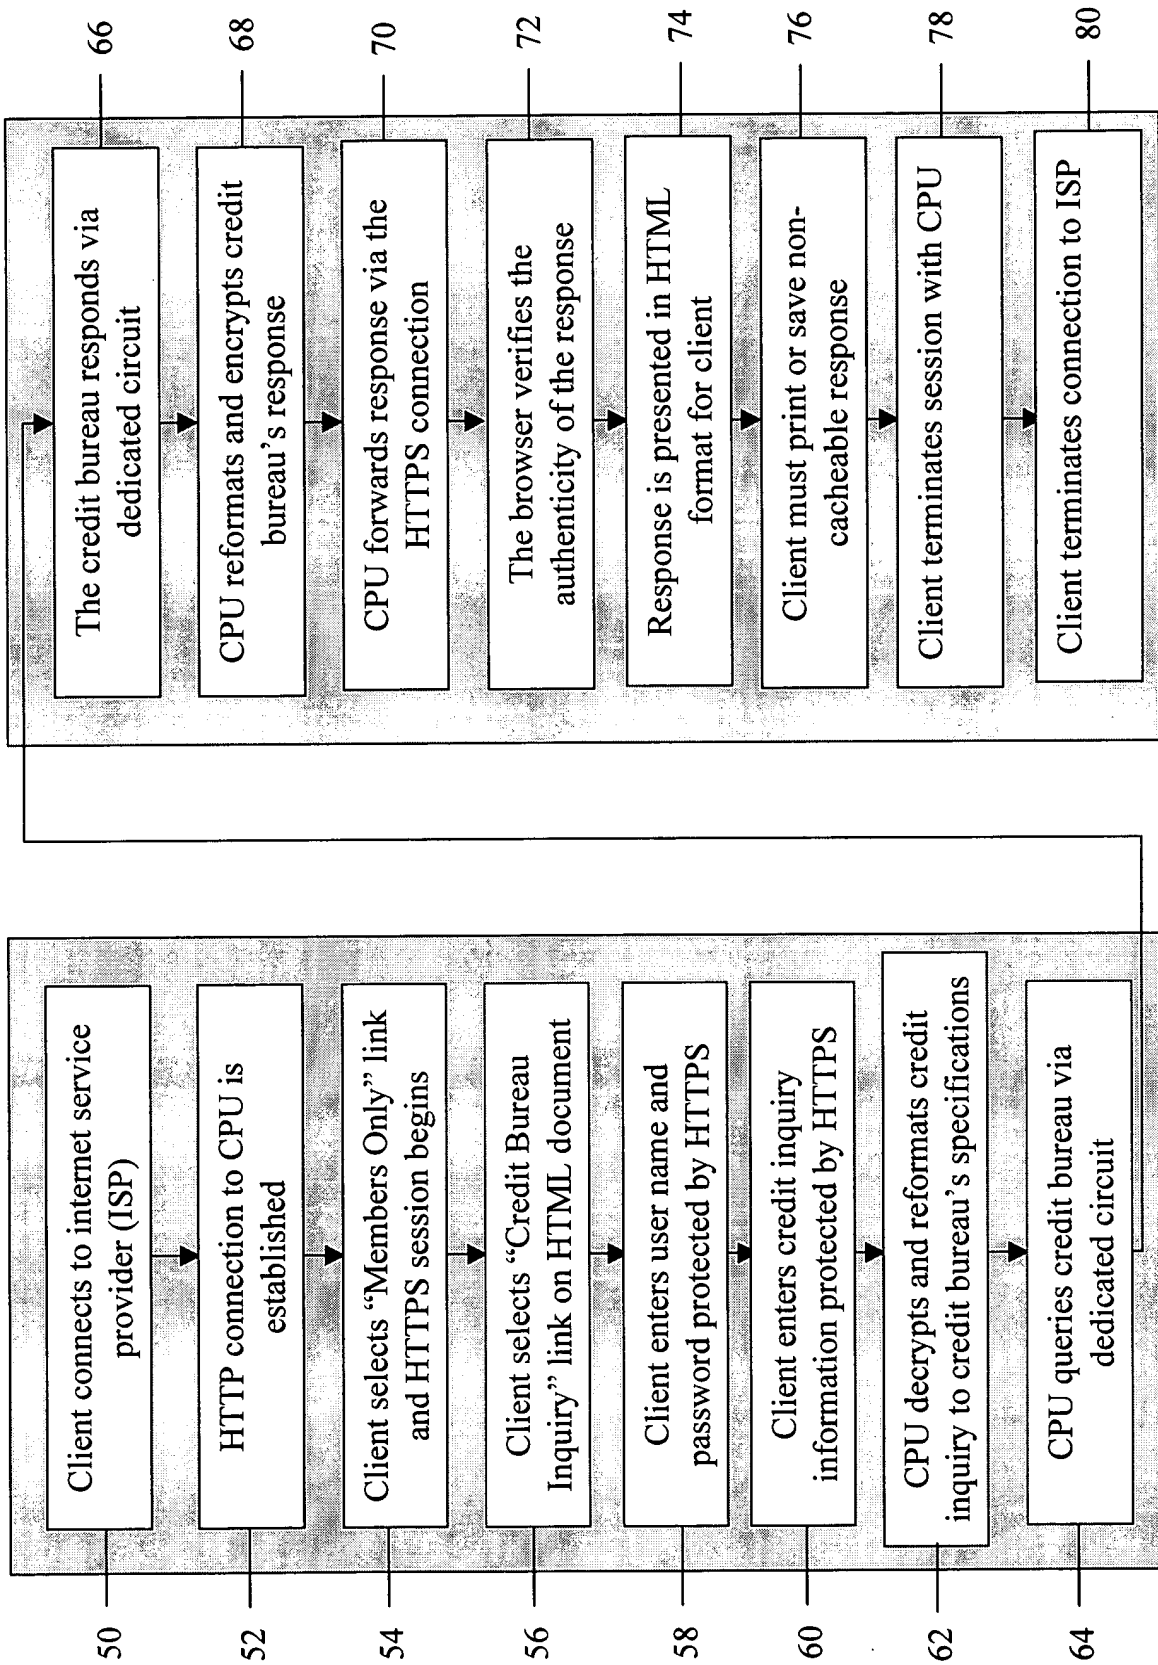 50
Client connects to internet service
provider (ISP)
52
HTTP connection to CPU is
established
54
Client selects “Members Only” link
and HTTPS session begins
56
Client selects “Credit Bureau
Inquiry” link on HTML document
58
Client enters user name and
password protected by HTTPS
60
Client enters credit inquiry
information protected by HTTPS
62
CPU decrypts and reformats credit
inquiry to credit bureau’s specifications
64
CPU queries credit bureau via
dedicated circuit
The credit bureau responds via
dedicated circuit
66
CPU reformats and encrypts credit
bureau’s response
68
CPU forwards response via the
HTTPS connection
70
The browser verifies the
authenticity of the response
72
Response is presented in HTML
format for client
74
Client must print or save non-
cacheable response
76
Client terminates session with CPU
78
Client terminates connection to ISP
80